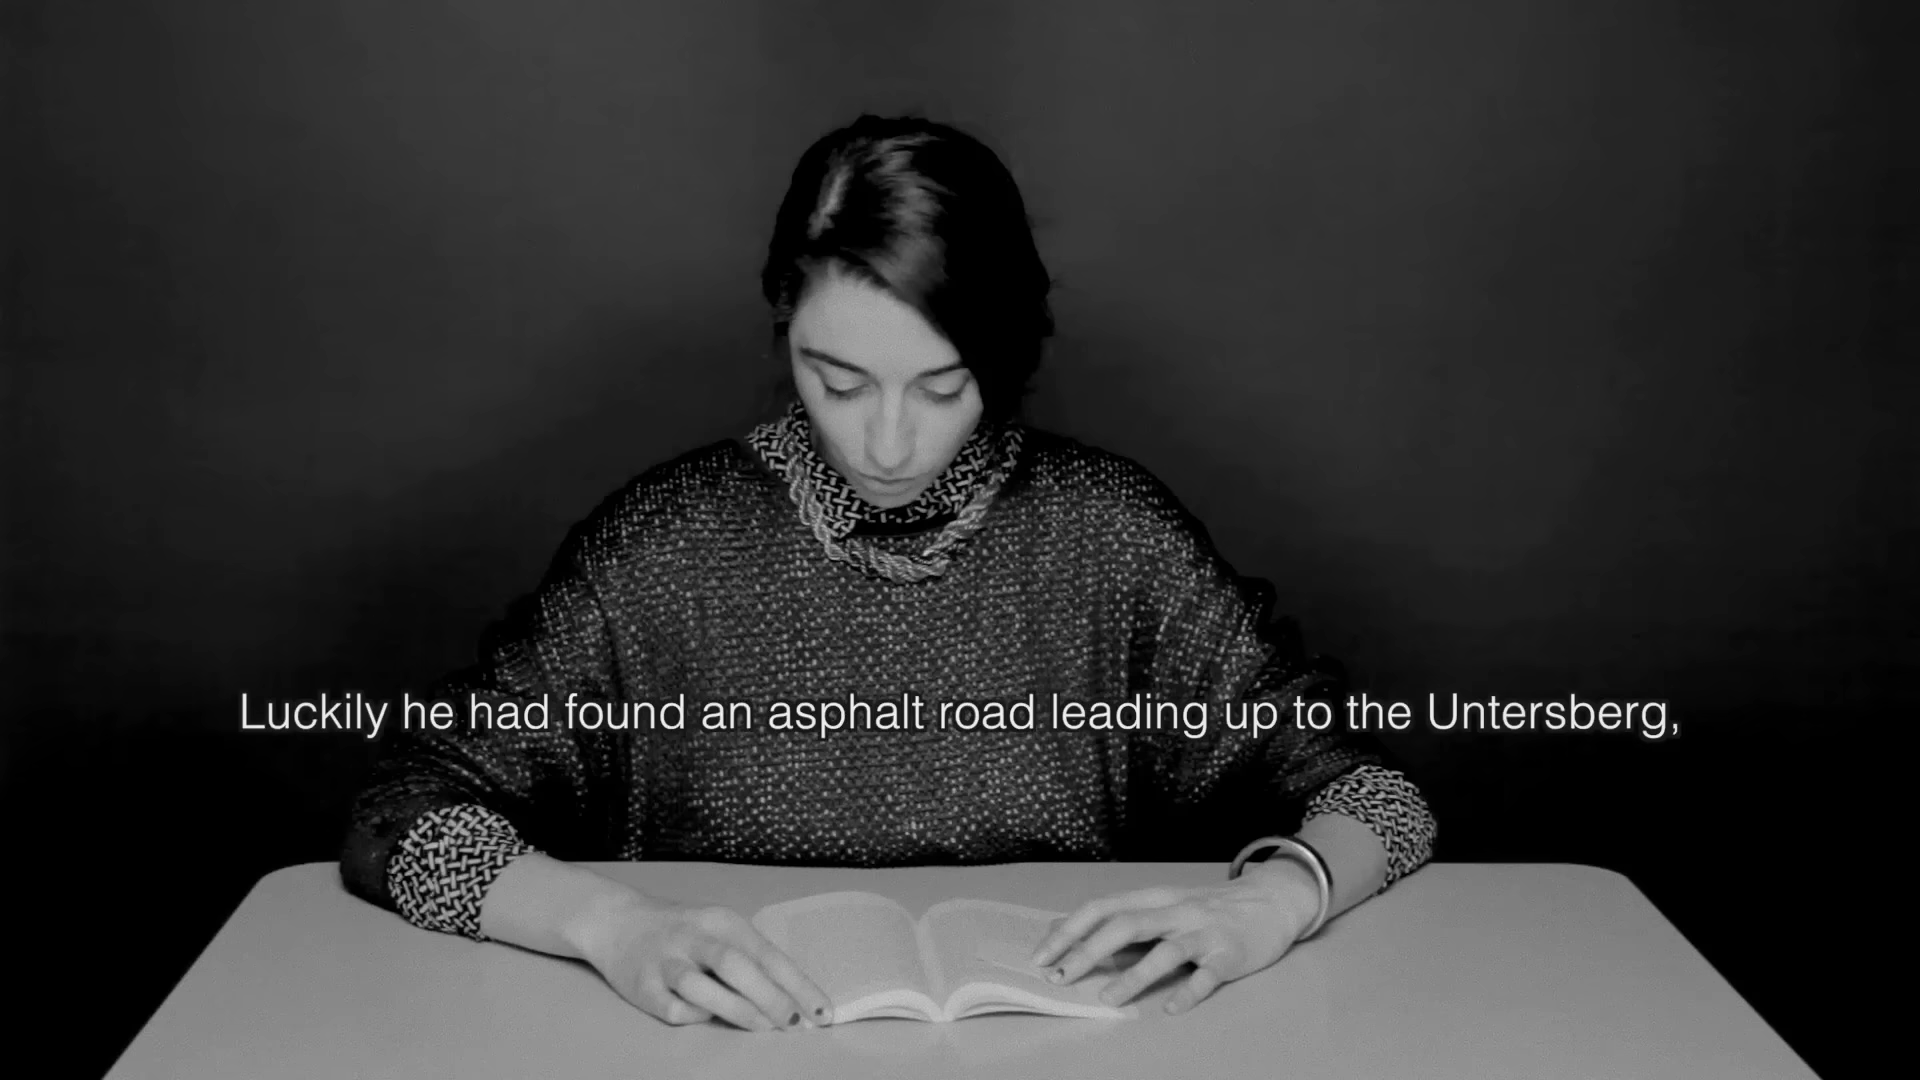 Luckily he had found an asphalt road leading up to the Untersberg,